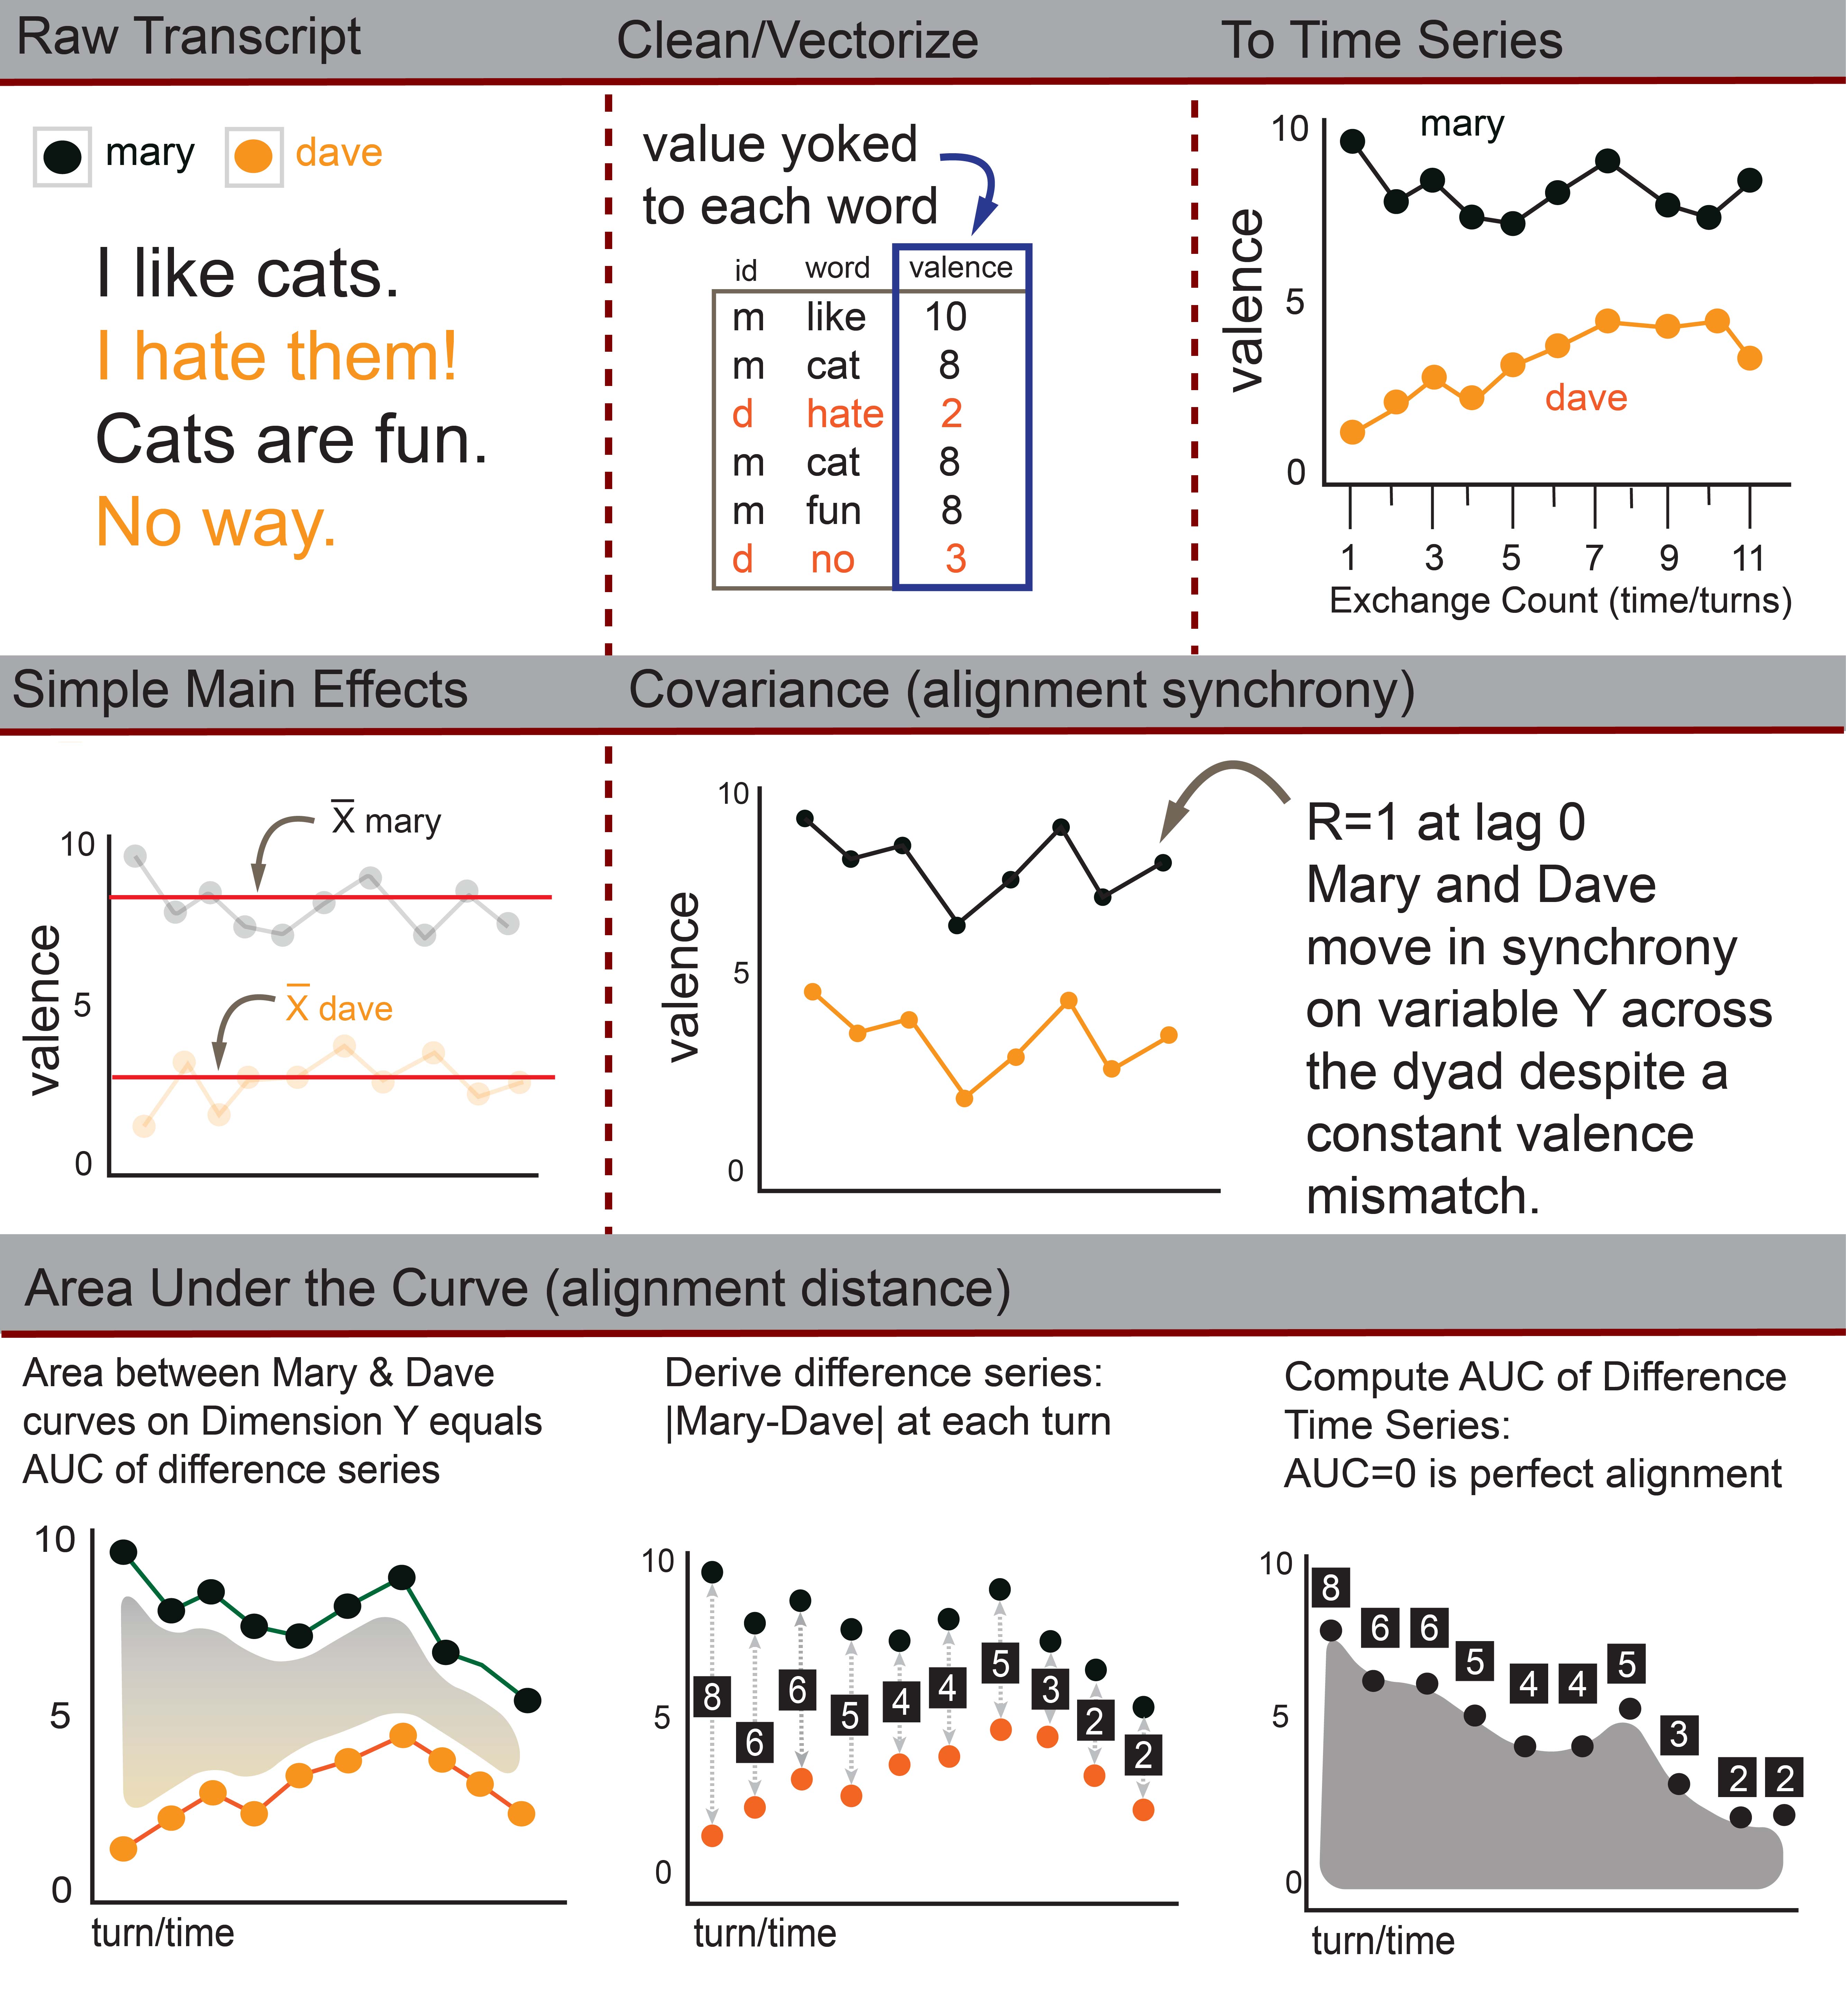 Raw Transcript
Clean/Vectorize
To Time Series
mary
dave
I like cats.
I hate them!
Cats are fun.
No way.
value yoked
to each word
id word valence
m like 10
m cat 8
d hate 2
m cat 8
m fun 8
d no 3
10
5
0
valence
mary
dave
1 3 5 7 9 11
Exchange Count (time/turns)
Simple Main Effects
Covariance (alignment synchrony)
10
5
0
valence
X̅ mary
X̅ dave
10
5
0
valence
R=1 at lag 0
Mary and Dave
move in synchrony
on variable Y across
the dyad despite a
constant valence
mismatch.
Area Under the Curve (alignment distance)
Area between Mary & Dave
curves on Dimension Y equals
AUC of difference series
10
5
0
turn/time
Derive difference series:
|Mary-Dave| at each turn
10
5
0
8 6 6 5 4 4 5 3 2 2
turn/time
Compute AUC of Difference
Time Series:
AUC=0 is perfect alignment
10
5
0
8 6 6 5 4 4 5 3 2 2
turn/time